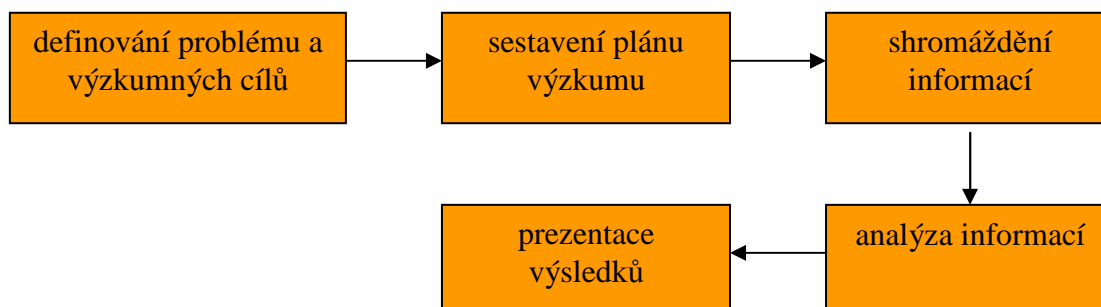 definování problému a
výzkumných cílů
sestavení plánu
výzkumu
shromáždění
informací
analýza informací
prezentace
výsledků